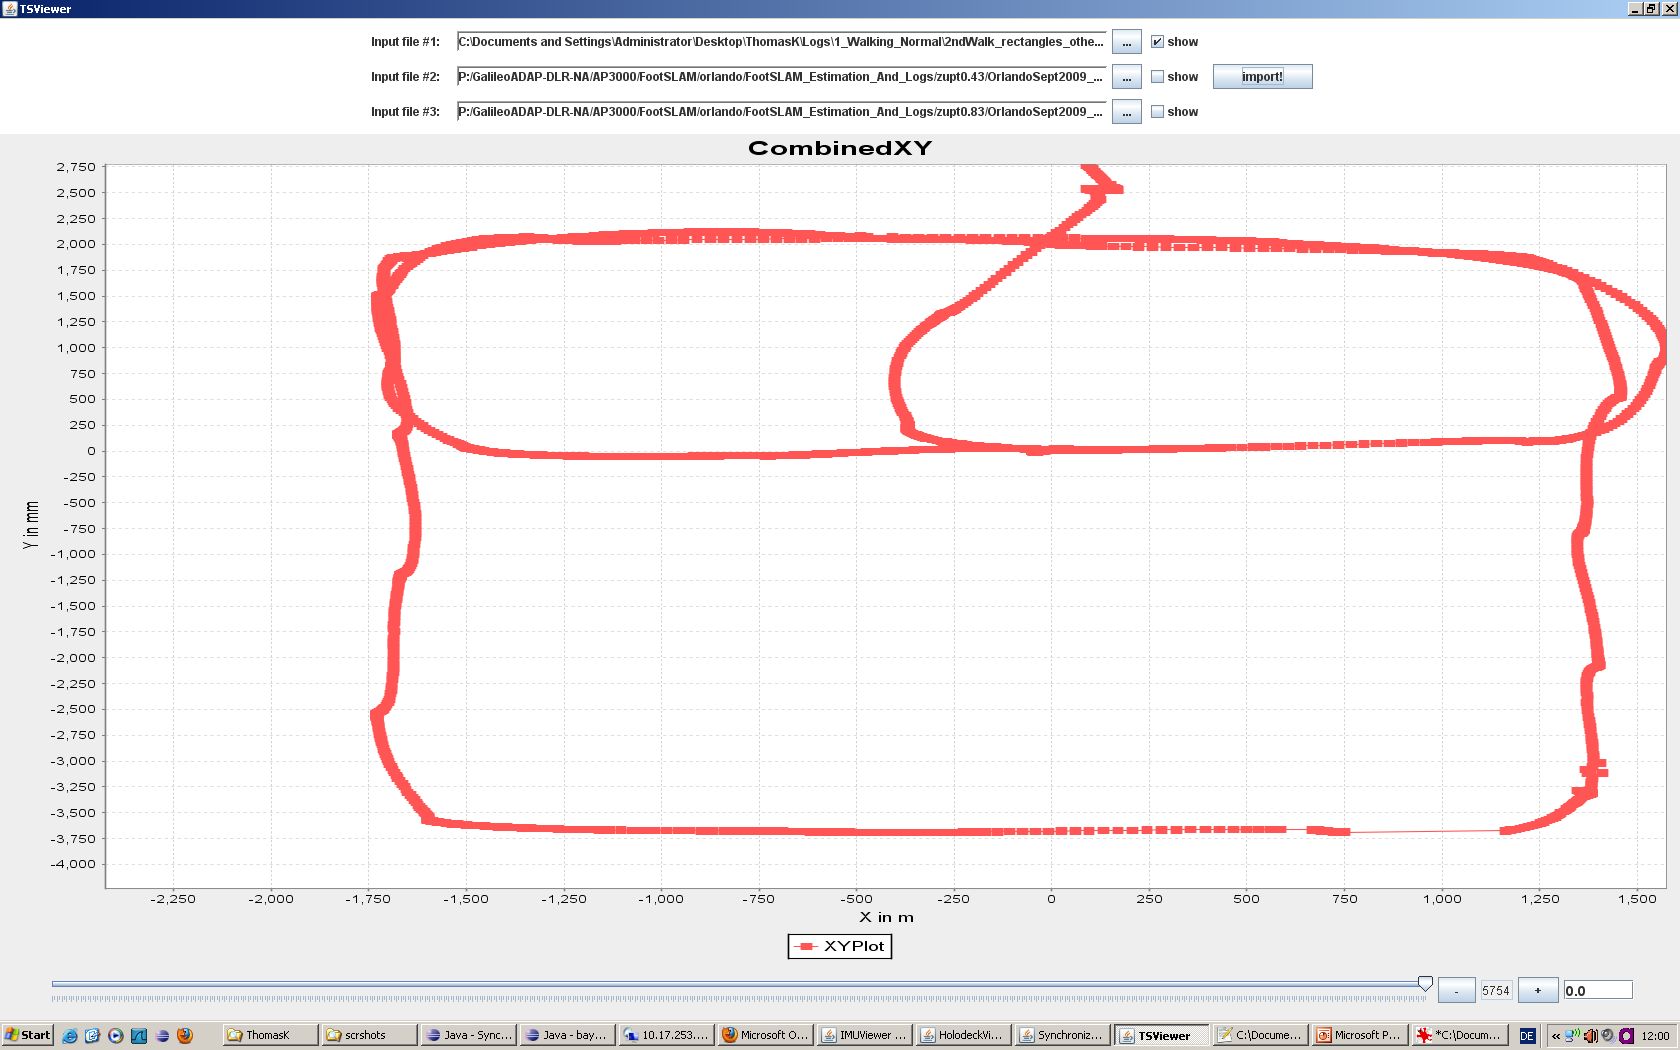 TSViewer
Input file #1: C:\Documents and Settings\Administrator\Desktop\ThomasK\Logs\1_Walking_Normal\2ndWalk_rectangles_othe... ... show
Input file #2: P:/GalileoADAP-DLR-NA/AP3000/FootSLAM/orlando/FootSLAM_Estimation_And_Logs/zupt0.43/OrlandoSept2009_... ... show import!
Input file #3: P:/GalileoADAP-DLR-NA/AP3000/FootSLAM/orlando/FootSLAM_Estimation_And_Logs/zupt0.83/OrlandoSept2009_... ... show
CombinedXY
2,750
2,500
2,250
2,000
1,750
1,500
1,250
1,000
750
500
250
0
-250
-500
-750
-1,000
-1,250
-1,500
-1,750
-2,000
-2,250
-2,500
-2,750
-3,000
-3,250
-3,500
-3,750
-4,000
Y in mm
-2,250 -2,000 -1,750 -1,500 -1,250 -1,000 -750 -500 -250 0 250 500 750 1,000 1,250 1,500
X in m
XYPlot
- 5754 + 0.0
Start ThomasK scrshots Java - Sync... Java - bay... 10.17.253.... Microsoft O... IMUViewer ... HolodeckVi... Synchroniz... TSViewer C:\Docume... Microsoft P... *C:\Docum... DE « 12:00